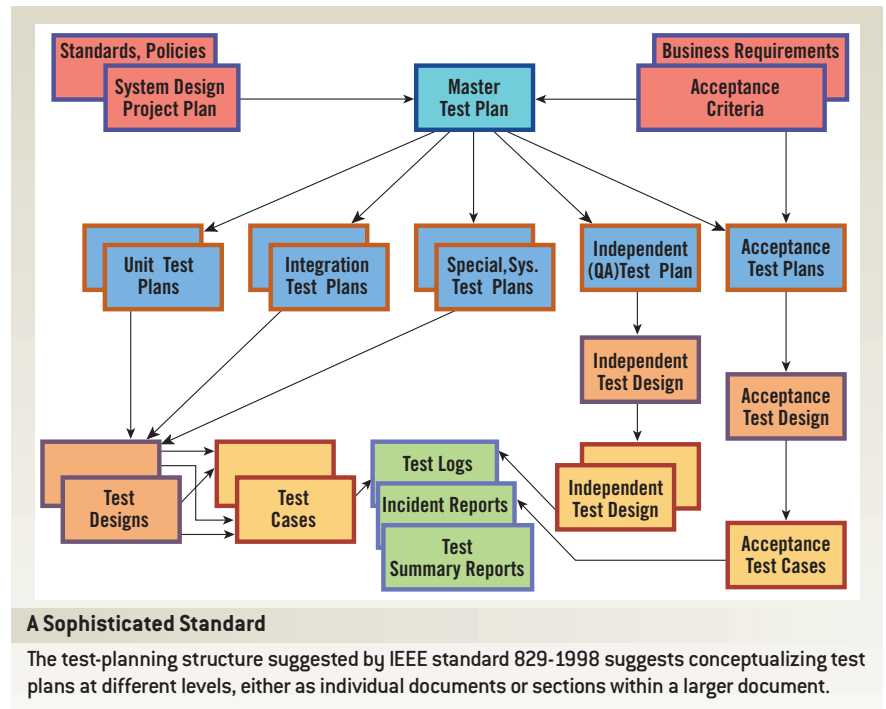 Standards, Policies
System Design
Project Plan
Master
Test Plan
Business Requirements
Acceptance
Criteria
Unit Test
Plans
Integration
Test Plans
Special,Sys.
Test Plans
Independent
(QA)Test Plan
Acceptance
Test Plans
Independent
Test Design
Acceptance
Test Design
Test
Designs
Test
Cases
Test Logs
Incident Reports
Test
Summary Reports
Independent
Test Design
Acceptance
Test Cases
A Sophisticated Standard
The test-planning structure suggested by IEEE standard 829-1998 suggests conceptualizing test
plans at different levels, either as individual documents or sections within a larger document.